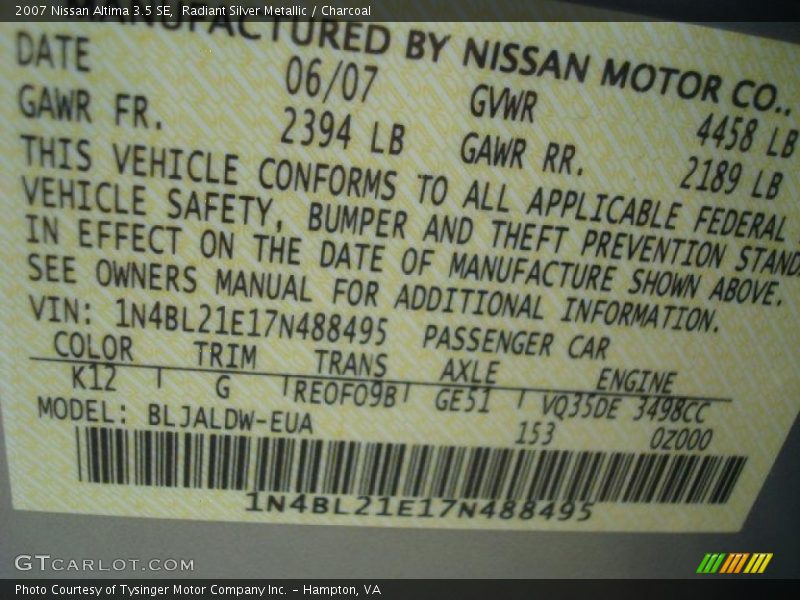 2007 Nissan Altima 3.5 SE, Radiant Silver Metallic / Charcoal
MANUFACTURED BY NISSAN MOTOR CO..
DATE 06/07 GVWR 4458 LB
GAWR FR. 2394 LB GAWR RR. 2189 LB
THIS VEHICLE CONFORMS TO ALL APPLICABLE FEDERAL
VEHICLE SAFETY, BUMPER AND THEFT PREVENTION STAND
IN EFFECT ON THE DATE OF MANUFACTURE SHOWN ABOVE.
SEE OWNERS MANUAL FOR ADDITIONAL INFORMATION.
VIN: 1N4BL21E17N488495 PASSENGER CAR
COLOR TRIM TRANS AXLE ENGINE
K12 G RE0F09B GE51 VQ35DE 3498CC
MODEL: BLJALDW-EUA 153 0Z000
1N4BL21E17N488495
GTCARLOT.COM
Photo Courtesy of Tysinger Motor Company Inc. - Hampton, VA